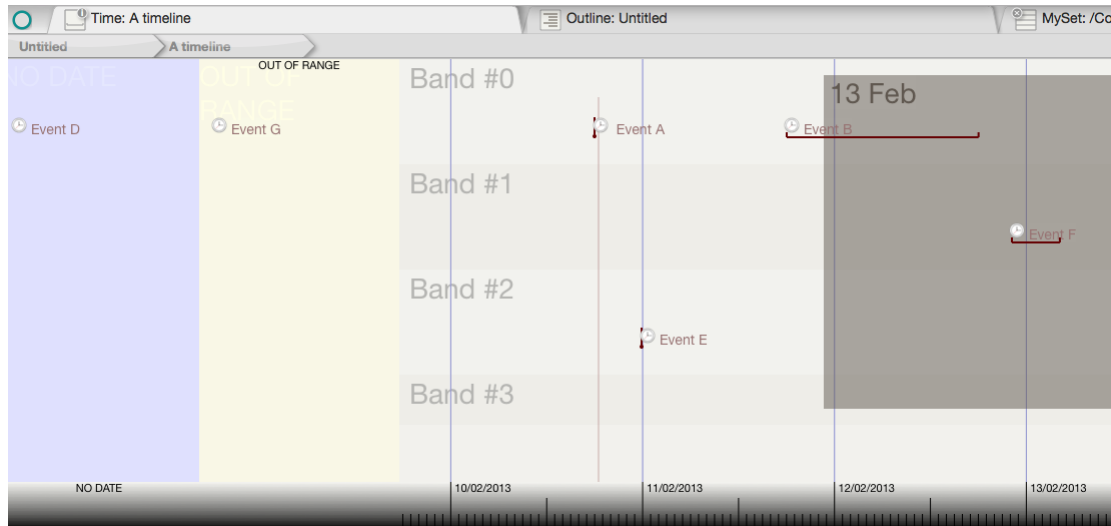 Time: A timeline
Outline: Untitled
MySet: /Co
Untitled
A timeline
NO DATE
OUT OF
RANGE
OUT OF RANGE
Band #0
13 Feb
Event D
Event G
Event A
Event B
Band #1
Event F
Band #2
Event E
Band #3
NO DATE
10/02/2013
11/02/2013
12/02/2013
13/02/2013